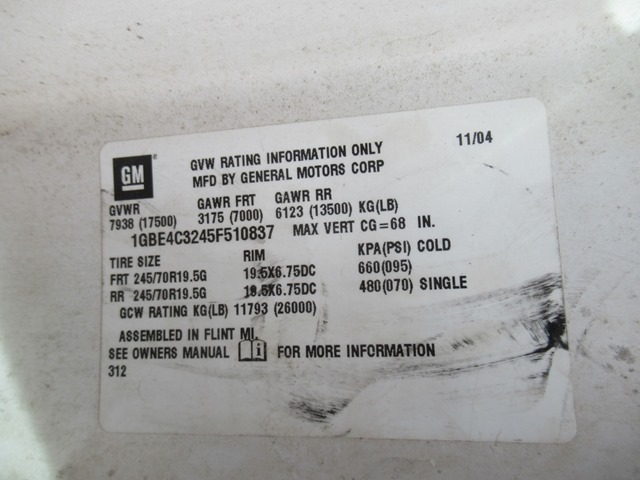 GM ®
GVW RATING INFORMATION ONLY 11/04
MFD BY GENERAL MOTORS CORP
GVWR GAWR FRT GAWR RR
7938 (17500) 3175 (7000) 6123 (13500) KG(LB)
1GBE4C3245F510837 MAX VERT CG=68 IN.
TIRE SIZE RIM KPA(PSI) COLD
FRT 245/70R19.5G 19.5X6.75DC 660(095)
RR 245/70R19.5G 19.5X6.75DC 480(070) SINGLE
GCW RATING KG(LB) 11793 (26000)
ASSEMBLED IN FLINT MI.
SEE OWNERS MANUAL i FOR MORE INFORMATION
312